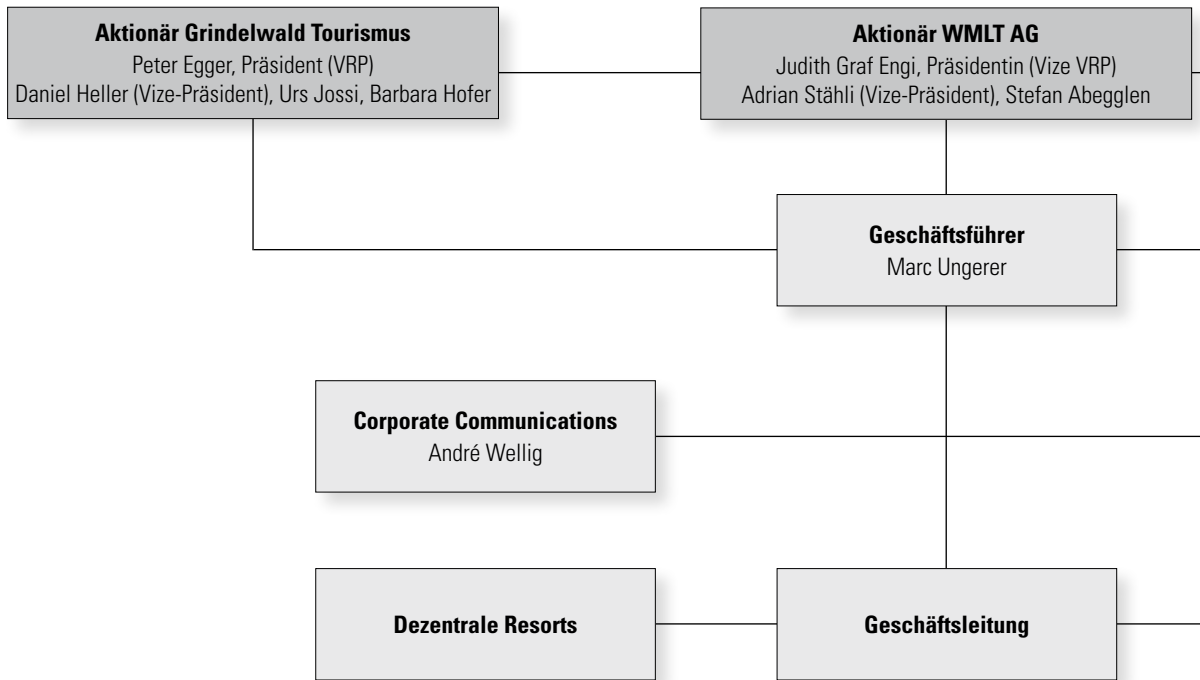 Aktionär Grindelwald Tourismus
Peter Egger, Präsident (VRP)
Daniel Heller (Vize-Präsident), Urs Jossi, Barbara Hofer
Aktionär WMLT AG
Judith Graf Engi, Präsidentin (Vize VRP)
Adrian Stähli (Vize-Präsident), Stefan Abegglen
Geschäftsführer
Marc Ungerer
Corporate Communications
André Wellig
Dezentrale Resorts
Geschäftsleitung